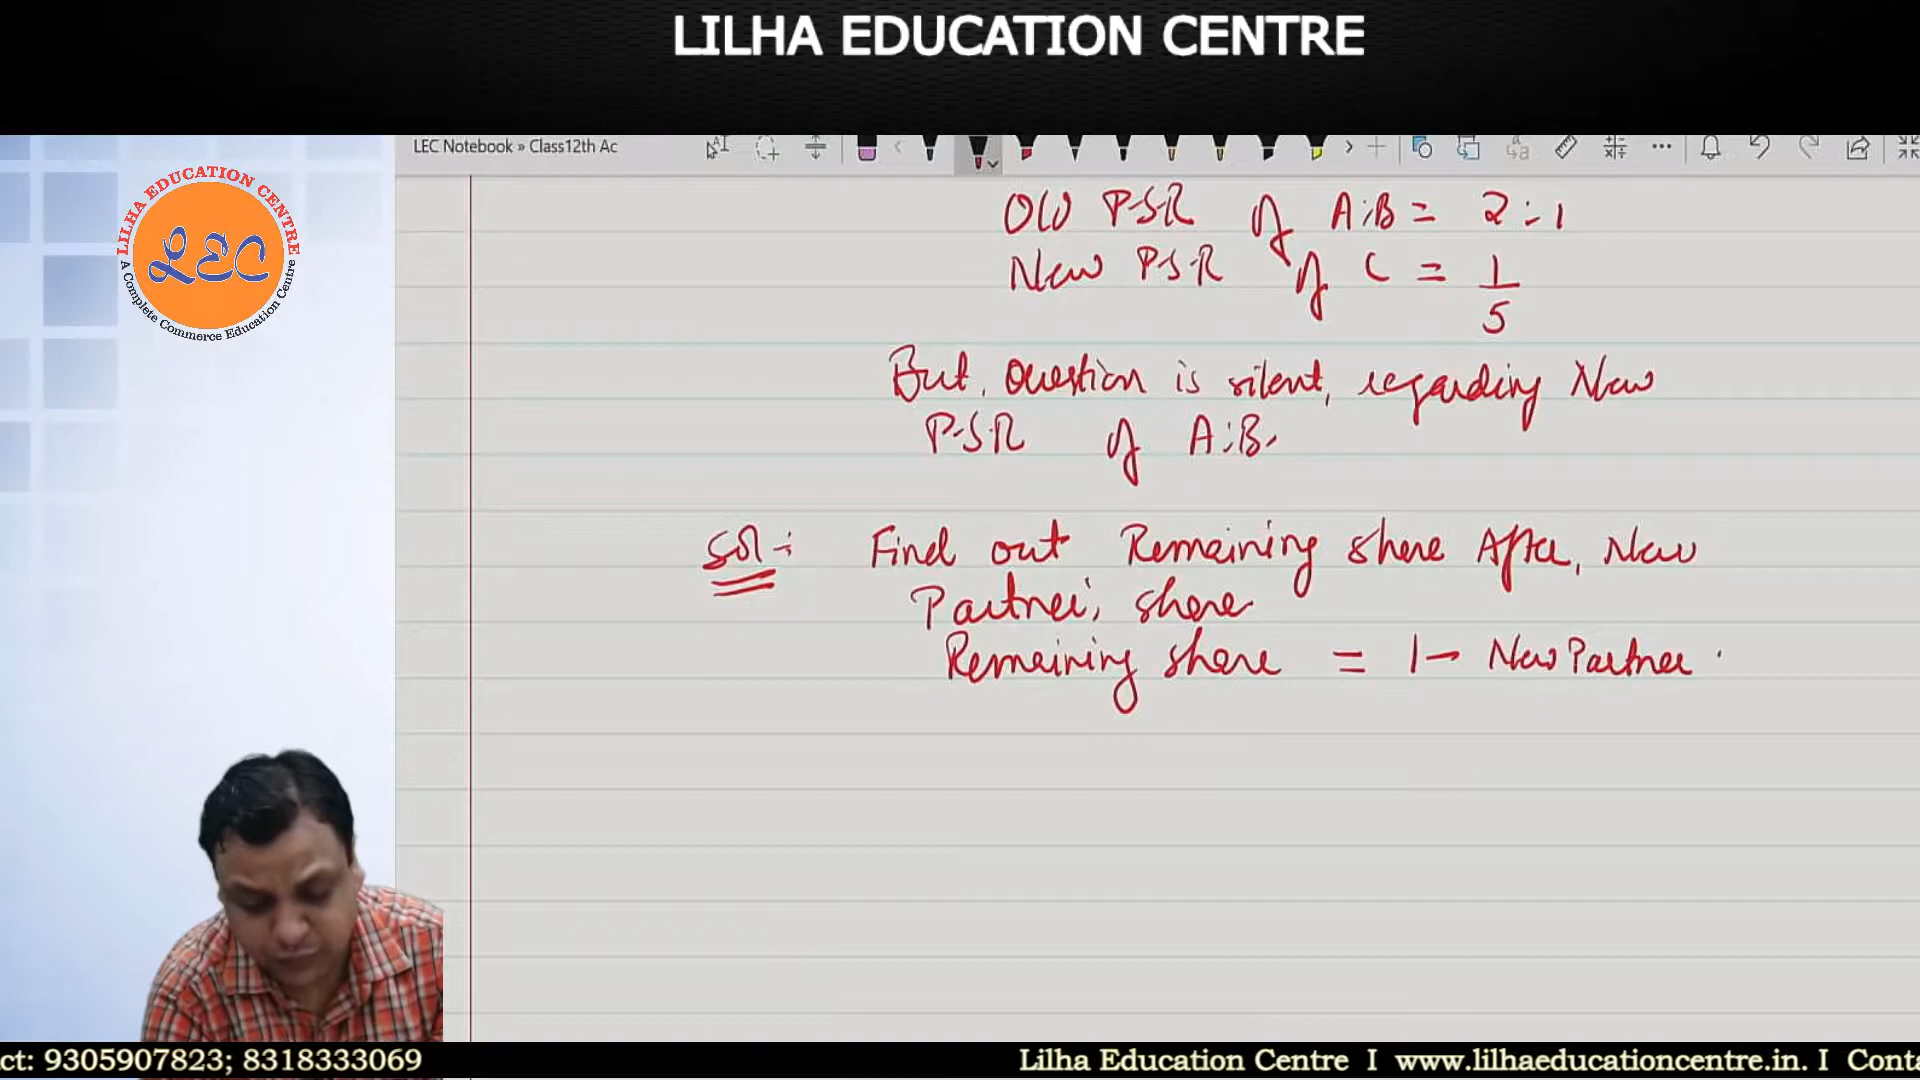 LILHA EDUCATION CENTRE
LEC Notebook » Class12th Ac
LILHA EDUCATION CENTRE
LEC
A Complete Commerce Education Centre
Old P.S.R of A:B = 2:1
New P.S.R of C = 1/5
But, Question is silent, regarding New
P.S.R of A:B.
Sol:- Find out Remaining share After, New
Partner's share
Remaining share = 1 - New Partner
ct: 9305907823; 8318333069
Lilha Education Centre I www.lilhaeducationcentre.in. I Conta